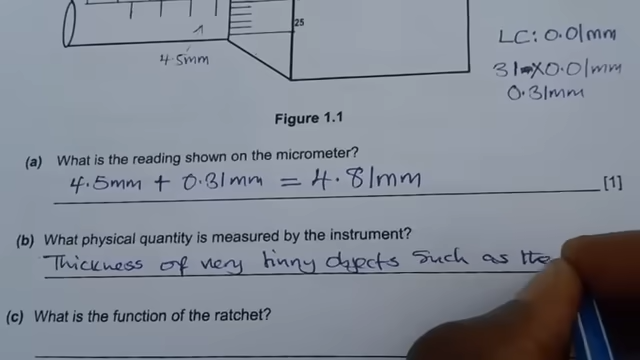 25
LC: 0.01mm
4.5mm
31 X 0.01mm
0.31mm
Figure 1.1
(a) What is the reading shown on the micrometer?
4.5mm + 0.31mm = 4.81mm
[1]
(b) What physical quantity is measured by the instrument?
Thickness of very tinny objects such as the
(c) What is the function of the ratchet?